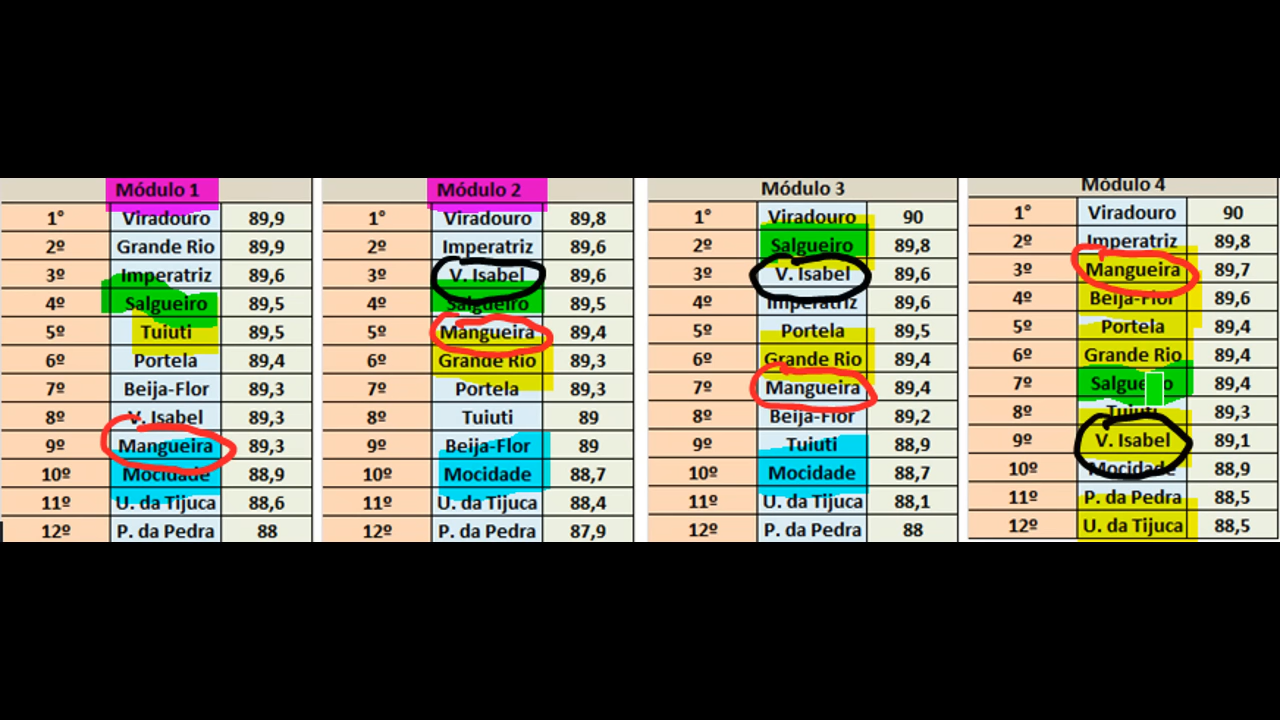 Módulo 1
1° Viradouro 89,9
2º Grande Rio 89,9
3º Imperatriz 89,6
4º Salgueiro 89,5
5º Tuiuti 89,5
6º Portela 89,4
7º Beija-Flor 89,3
8º V. Isabel 89,3
9º Mangueira 89,3
10º Mocidade 88,9
11º U. da Tijuca 88,6
12º P. da Pedra 88
Módulo 2
1° Viradouro 89,8
2º Imperatriz 89,6
3º V. Isabel 89,6
4º Salgueiro 89,5
5º Mangueira 89,4
6º Grande Rio 89,3
7º Portela 89,3
8º Tuiuti 89
9º Beija-Flor 89
10º Mocidade 88,7
11º U. da Tijuca 88,4
12º P. da Pedra 87,9
Módulo 3
1° Viradouro 90
2º Salgueiro 89,8
3º V. Isabel 89,6
4º Imperatriz 89,6
5º Portela 89,5
6º Grande Rio 89,4
7º Mangueira 89,4
8º Beija-Flor 89,2
9º Tuiuti 88,9
10º Mocidade 88,7
11º U. da Tijuca 88,1
12º P. da Pedra 88
Módulo 4
1° Viradouro 90
2º Imperatriz 89,8
3º Mangueira 89,7
4º Beija-Flor 89,6
5º Portela 89,4
6º Grande Rio 89,4
7º Salgueiro 89,4
8º Tuiuti 89,3
9º V. Isabel 89,1
10º Mocidade 88,9
11º P. da Pedra 88,5
12º U. da Tijuca 88,5